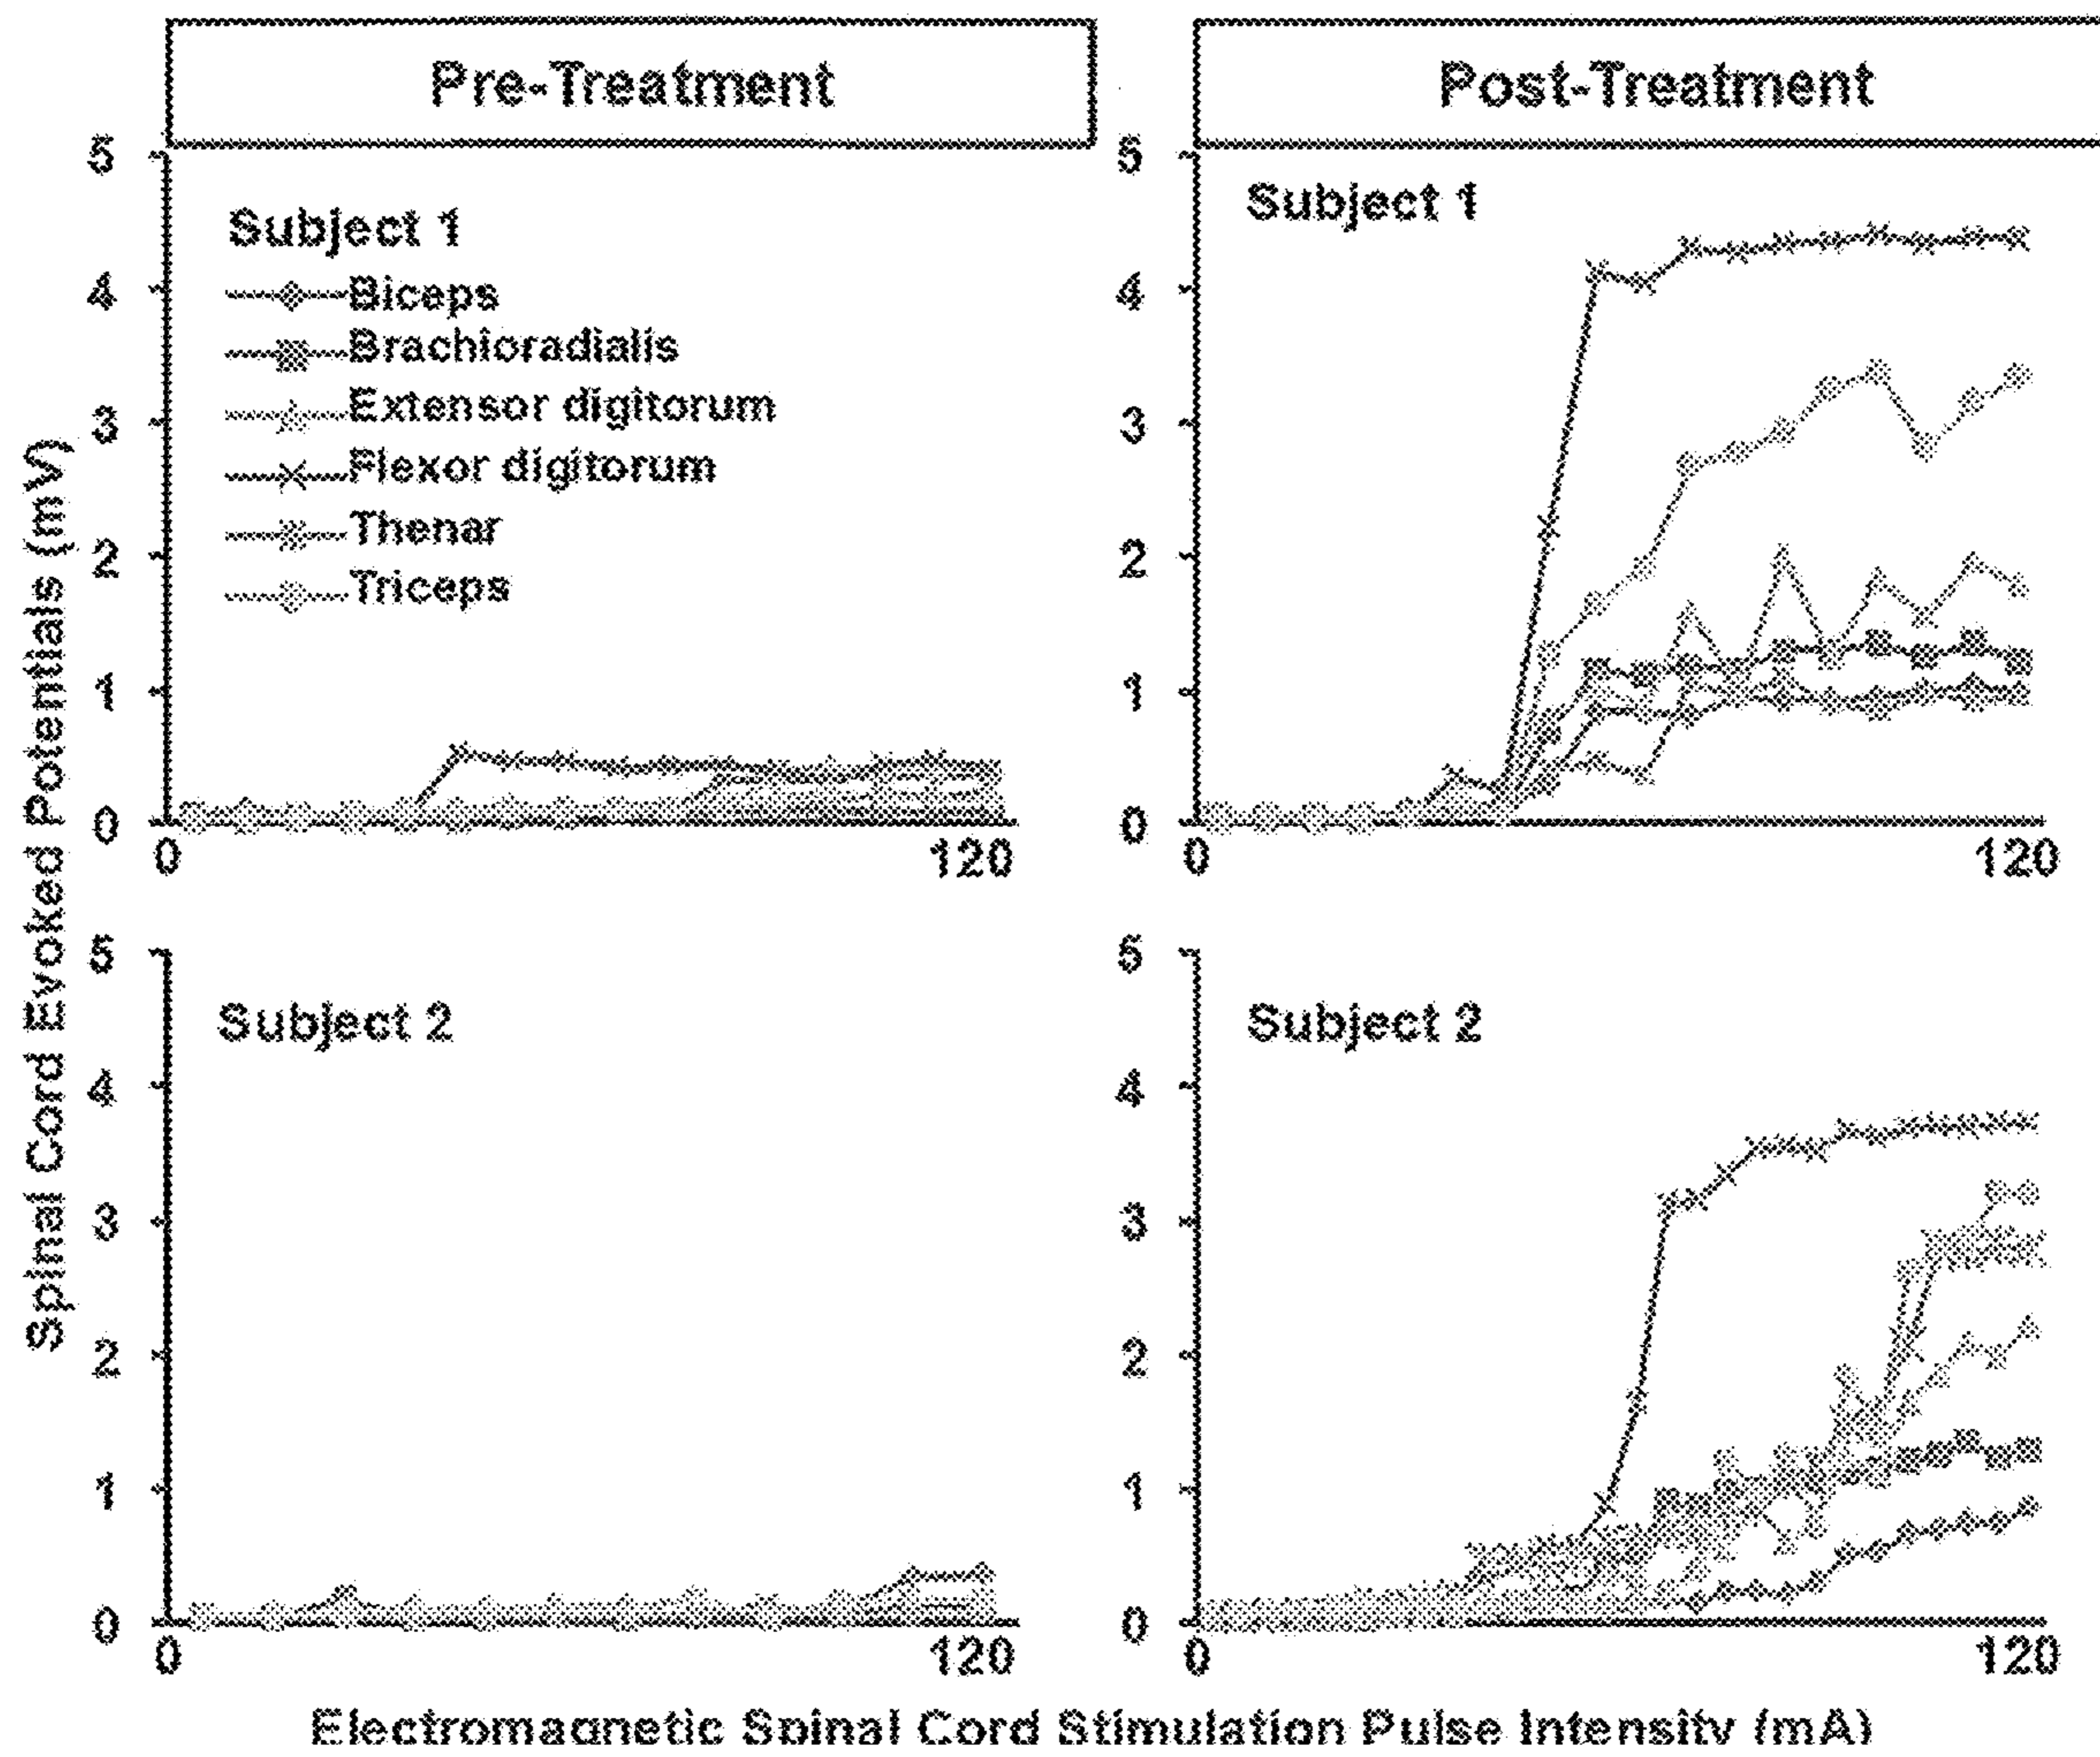 Pre-Treatment
Post-Treatment
Spinal Cord Evoked Potentials (mV)
5
4
3
2
1
0
0
120
Subject 1
Biceps
Brachioradialis
Extensor digitorum
Flexor digitorum
Thenar
Triceps
5
4
3
2
1
0
0
120
Subject 1
5
4
3
2
1
0
0
120
Subject 2
5
4
3
2
1
0
0
120
Subject 2
Electromagnetic Spinal Cord Stimulation Pulse Intensity (mA)